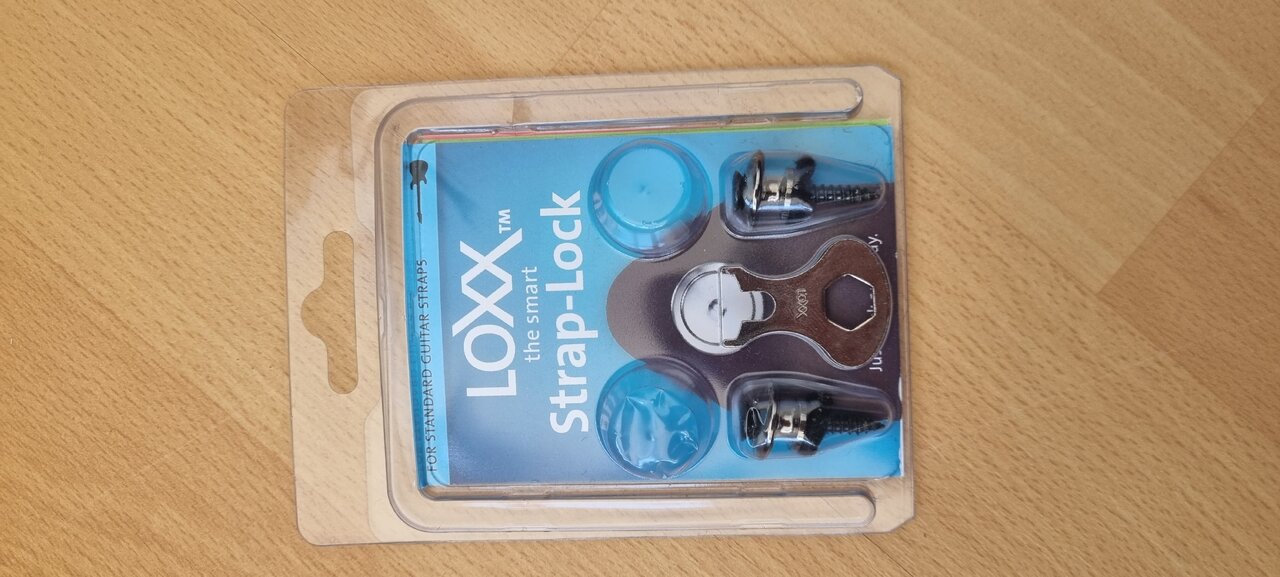 FOR STANDARD GUITAR STRAPS
LOXX™
the smart
Strap-Lock
LOXX